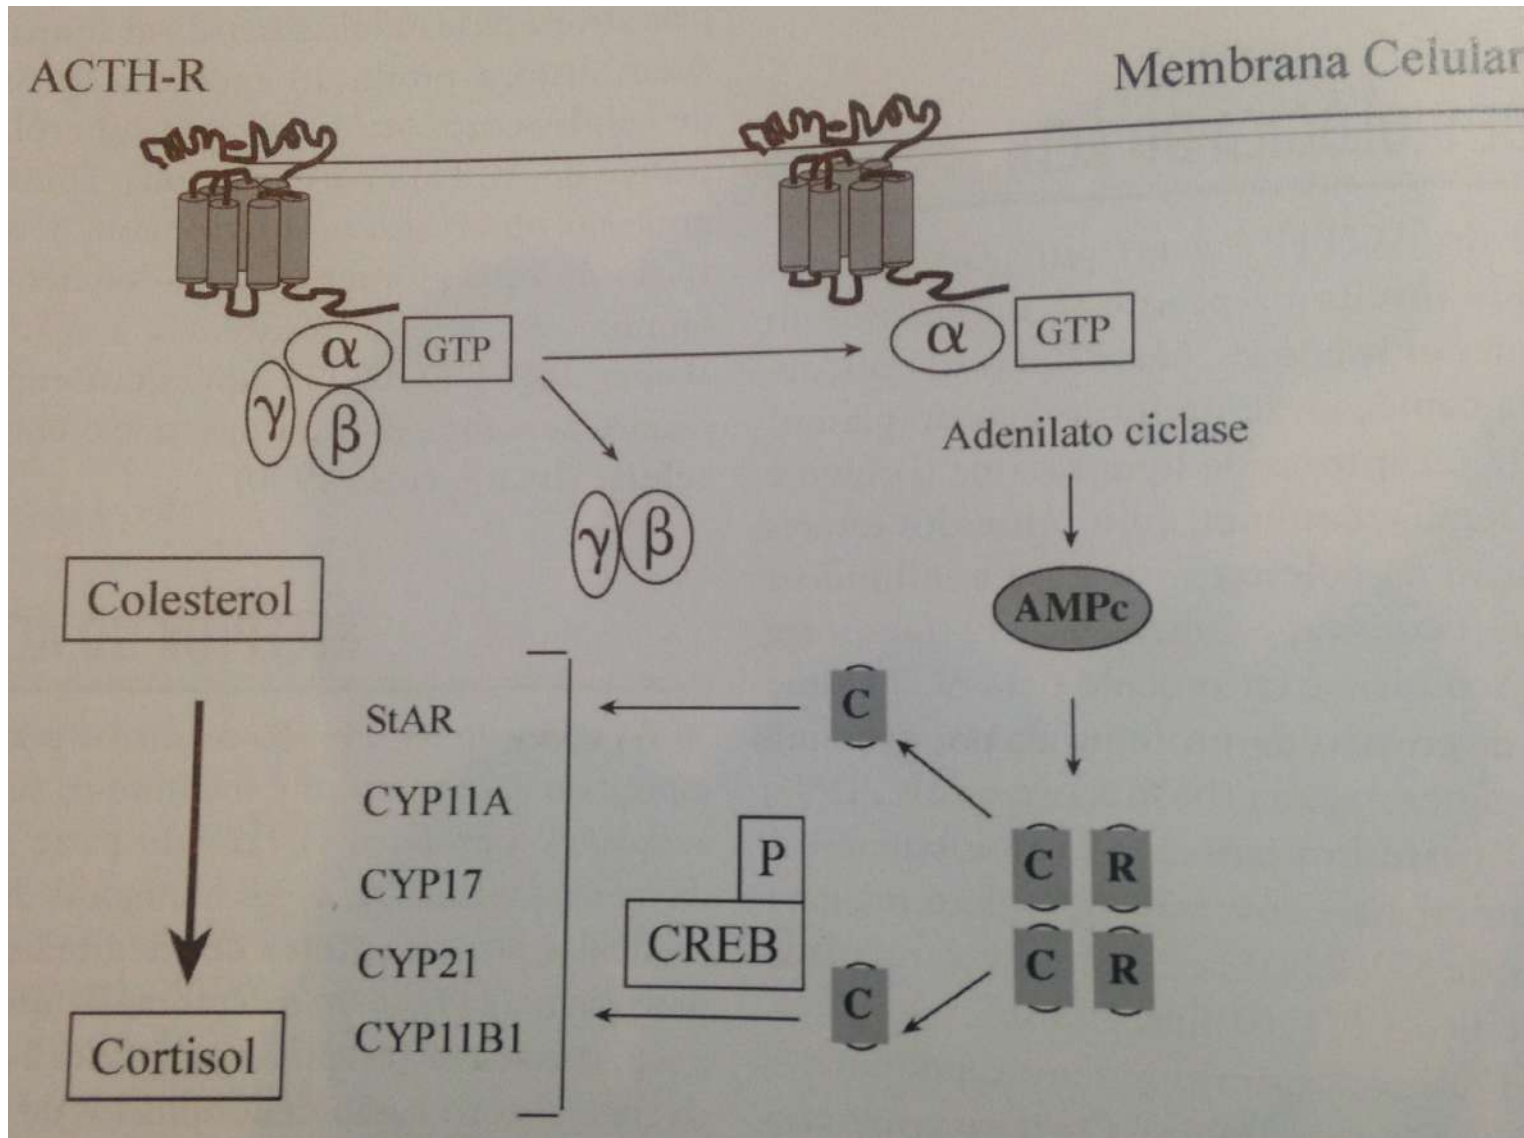 ACTH-R
Membrana Celular
α
GTP
γ
β
α
GTP
γ
β
Adenilato ciclase
AMPc
Colesterol
StAR
CYP11A
CYP17
CYP21
CYP11B1
Cortisol
C
P
CREB
C
C R
C R